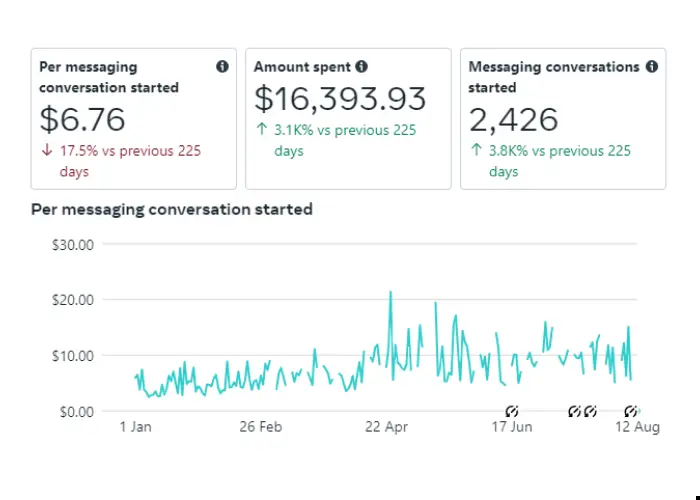 Per messaging
conversation started
$6.76
↓ 17.5% vs previous 225
days
Amount spent
$16,393.93
↑ 3.1K% vs previous 225
days
Messaging conversations
started
2,426
↑ 3.8K% vs previous 225
days
Per messaging conversation started
$30.00
$20.00
$10.00
$0.00
1 Jan
26 Feb
22 Apr
17 Jun
12 Aug